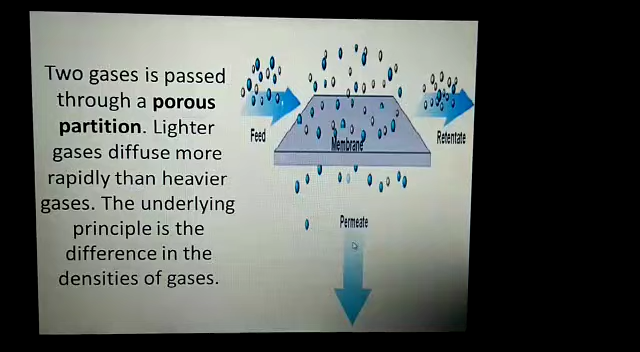 Two gases is passed
through a porous
partition. Lighter
gases diffuse more
rapidly than heavier
gases. The underlying
principle is the
difference in the
densities of gases.
Feed
Membrane
Retentate
Permeate